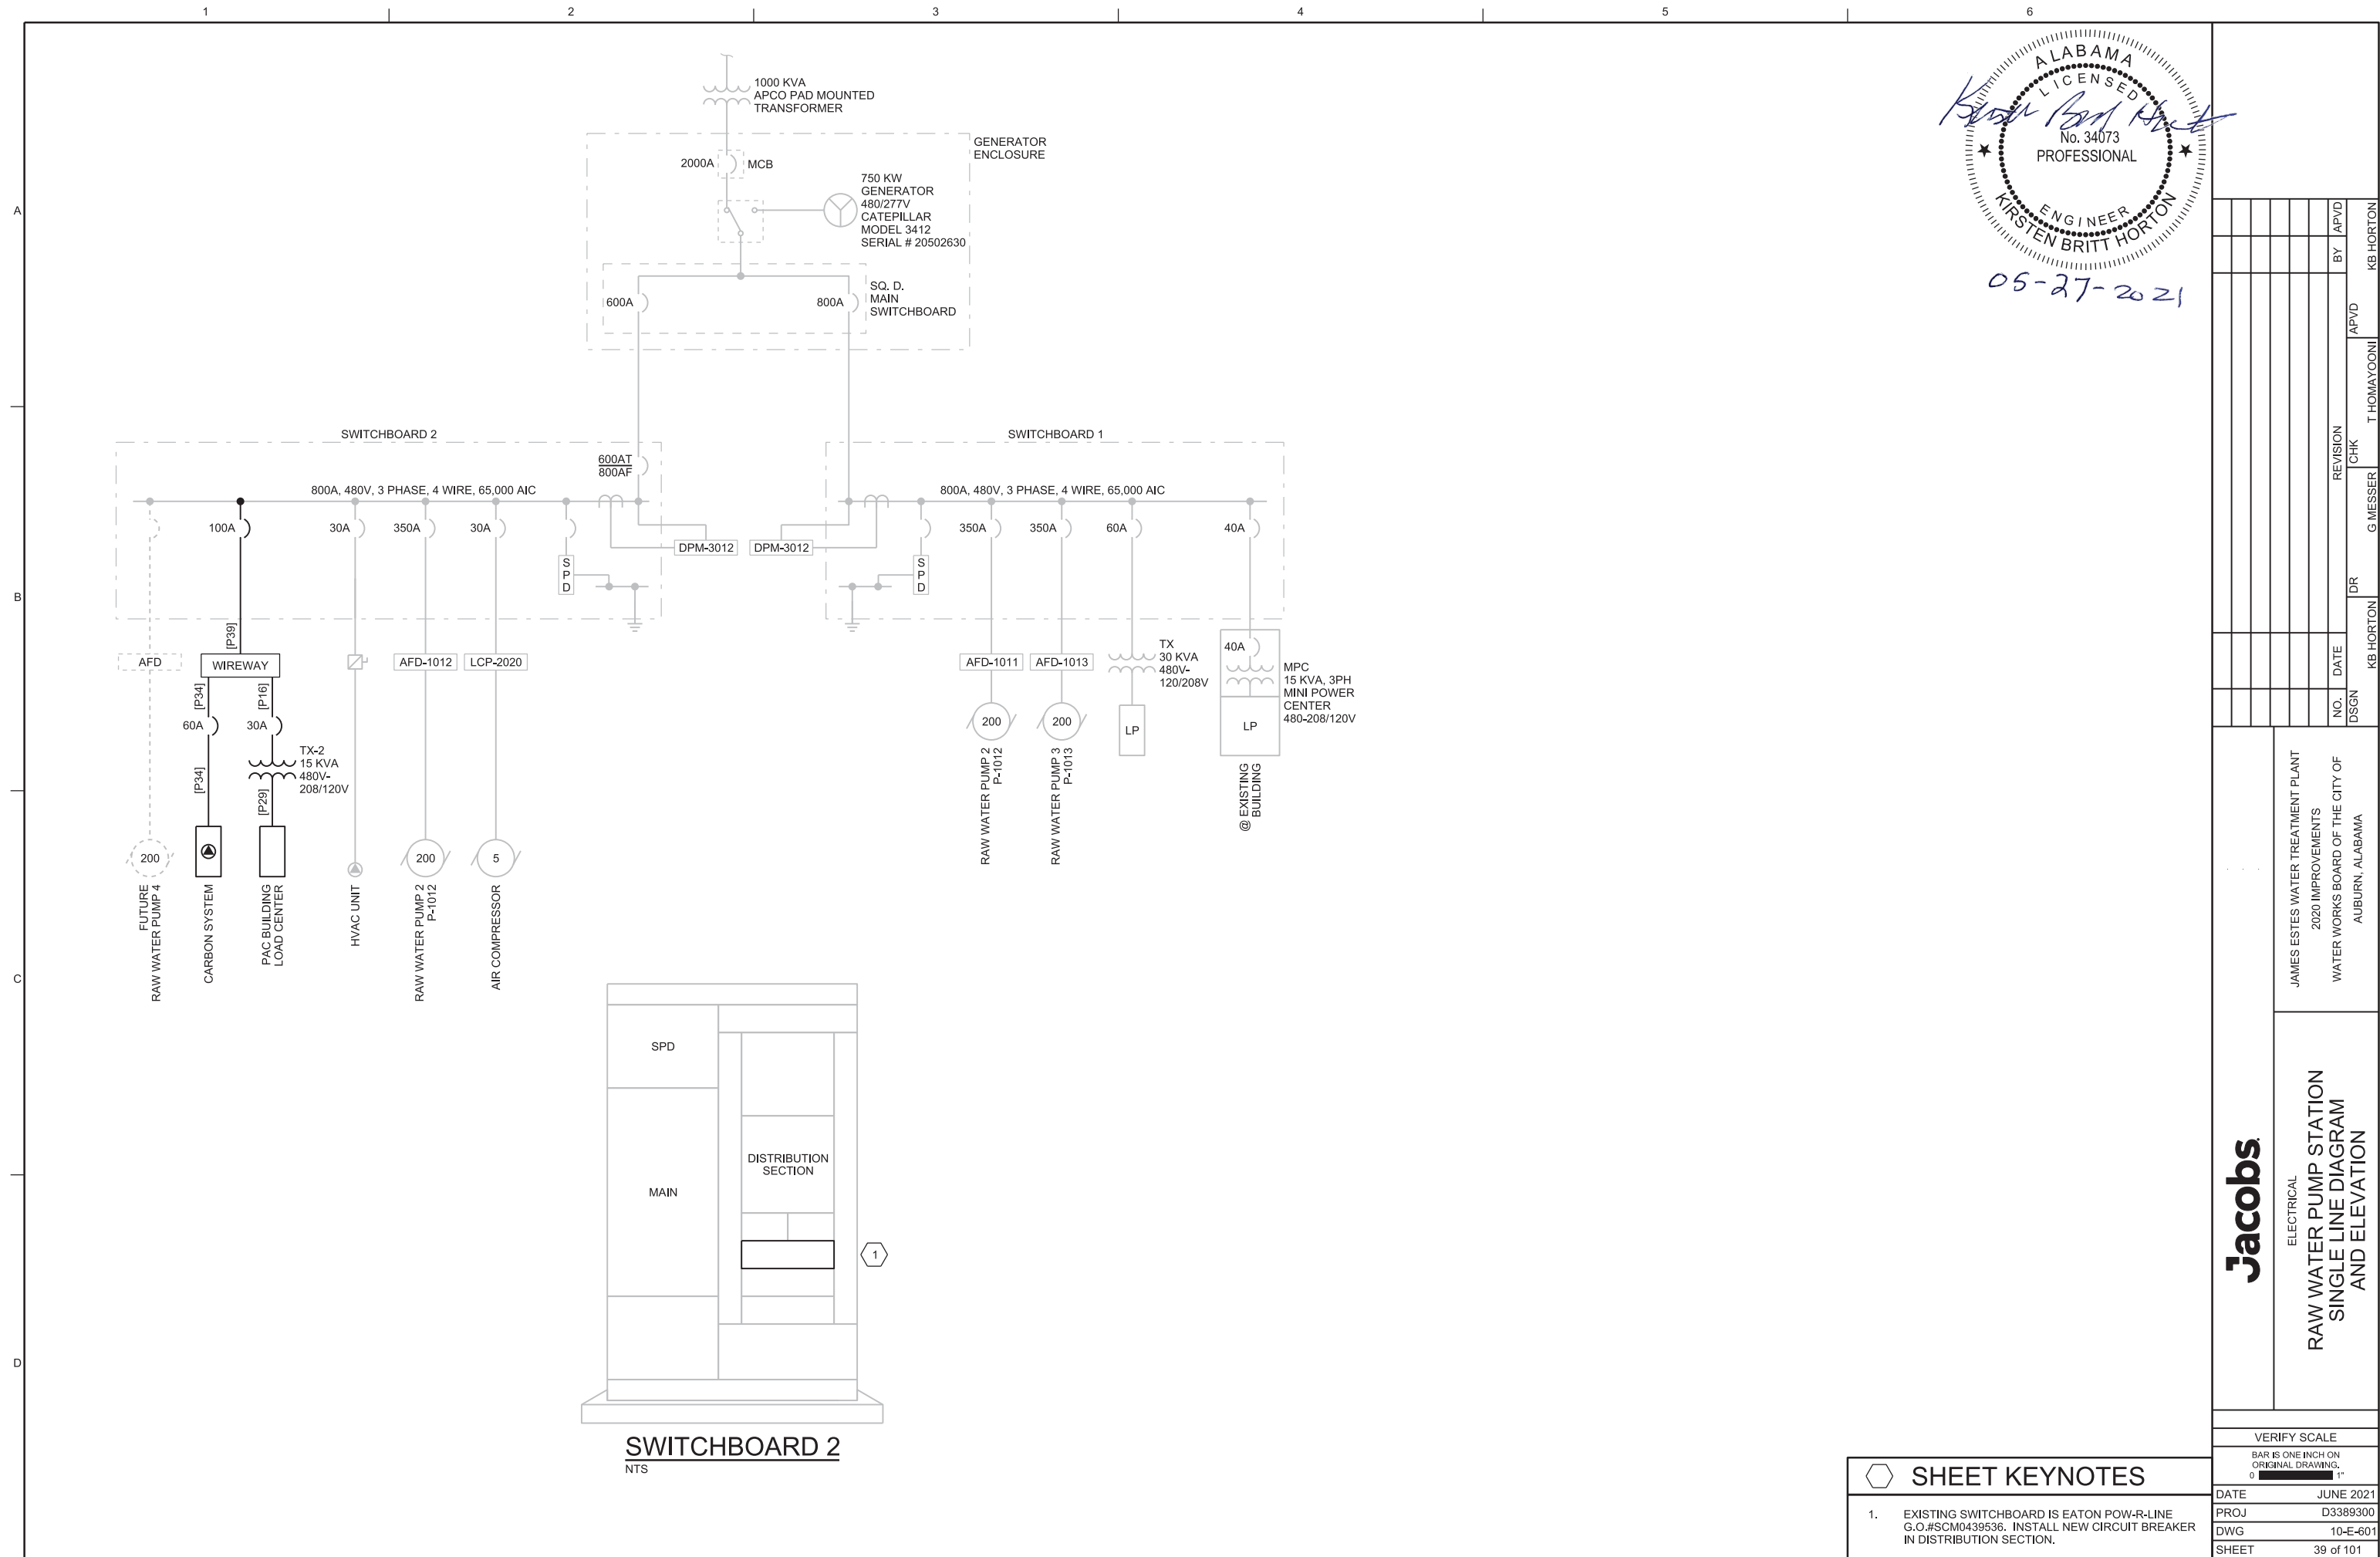 1 2 3 4 5 6
A
B
C
D
1000 KVA
APCO PAD MOUNTED
TRANSFORMER
GENERATOR
ENCLOSURE
2000A
MCB
750 KW
GENERATOR
480/277V
CATEPILLAR
MODEL 3412
SERIAL # 20502630
600A
800A
SQ. D.
MAIN
SWITCHBOARD
SWITCHBOARD 2
600AT
800AF
800A, 480V, 3 PHASE, 4 WIRE, 65,000 AIC
100A
30A
350A
30A
SPD
DPM-3012
[P39]
AFD
WIREWAY
AFD-1012
LCP-2020
[P34]
[P16]
60A
30A
TX-2
15 KVA
480V-
208/120V
[P34]
[P29]
200
200
5
FUTURE
RAW WATER PUMP 4
CARBON SYSTEM
PAC BUILDING
LOAD CENTER
HVAC UNIT
RAW WATER PUMP 2
P-1012
AIR COMPRESSOR
SWITCHBOARD 1
800A, 480V, 3 PHASE, 4 WIRE, 65,000 AIC
350A
350A
60A
40A
DPM-3012
SPD
AFD-1011
AFD-1013
TX
30 KVA
480V-
120/208V
40A
MPC
15 KVA, 3PH
MINI POWER
CENTER
480-208/120V
200
200
LP
LP
RAW WATER PUMP 2
P-1012
RAW WATER PUMP 3
P-1013
@ EXISTING
BUILDING
SPD
MAIN
DISTRIBUTION
SECTION
1
SWITCHBOARD 2
NTS
ALABAMA
LICENSED
No. 34073
PROFESSIONAL
ENGINEER
KIRSTEN BRITT HORTON
05-27-2021
SHEET KEYNOTES
1. EXISTING SWITCHBOARD IS EATON POW-R-LINE
G.O.#SCM0439536. INSTALL NEW CIRCUIT BREAKER
IN DISTRIBUTION SECTION.
NO. DATE REVISION BY APVD
DSGN DR CHK APVD
KB HORTON G MESSER T HOMAYOONI KB HORTON
JAMES ESTES WATER TREATMENT PLANT
2020 IMPROVEMENTS
WATER WORKS BOARD OF THE CITY OF
AUBURN, ALABAMA
Jacobs
ELECTRICAL
RAW WATER PUMP STATION
SINGLE LINE DIAGRAM
AND ELEVATION
VERIFY SCALE
BAR IS ONE INCH ON
ORIGINAL DRAWING.
0 1"
DATE JUNE 2021
PROJ D3389300
DWG 10-E-601
SHEET 39 of 101